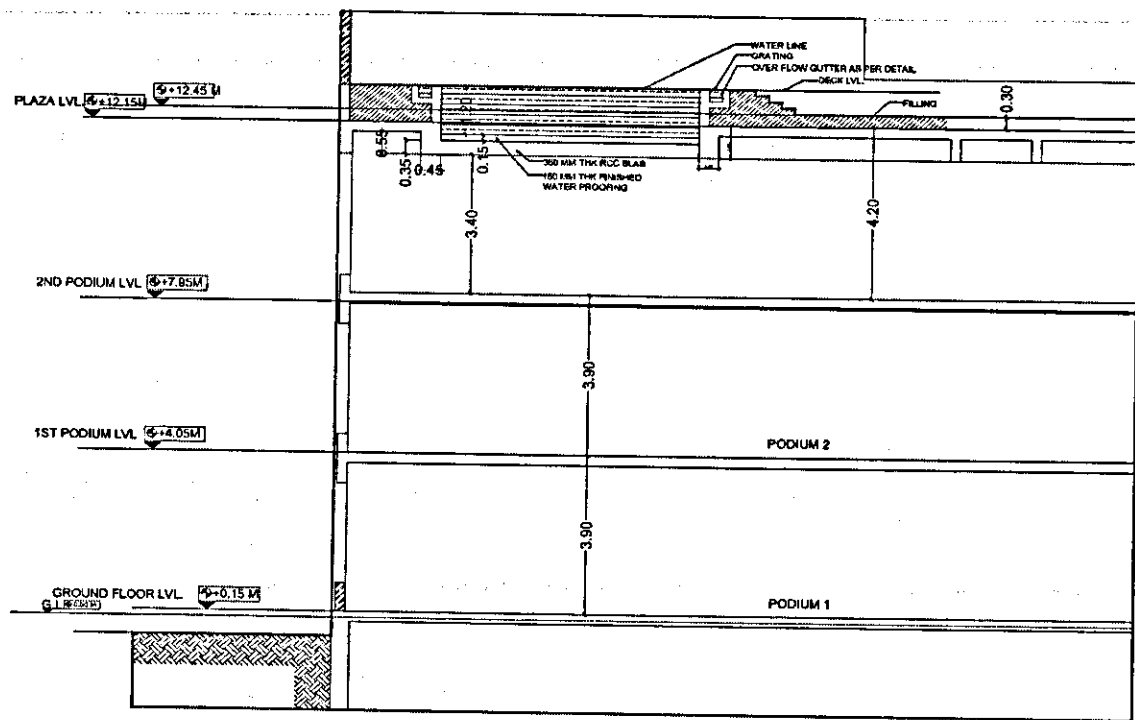 WATER LINE
GRATING
OVER FLOW GUTTER AS PER DETAIL
DECK LVL.
+12.45 M
PLAZA LVL +12.15M
FILLING
0.30
1.20
0.55
0.35
0.45
0.15
350 MM THK RCC SLAB
150 MM THK FINISHED
WATER PROORING
3.40
4.20
2ND PODIUM LVL +7.85M
3.90
1ST PODIUM LVL +4.05M
PODIUM 2
3.90
GROUND FLOOR LVL +0.15 M
PODIUM 1